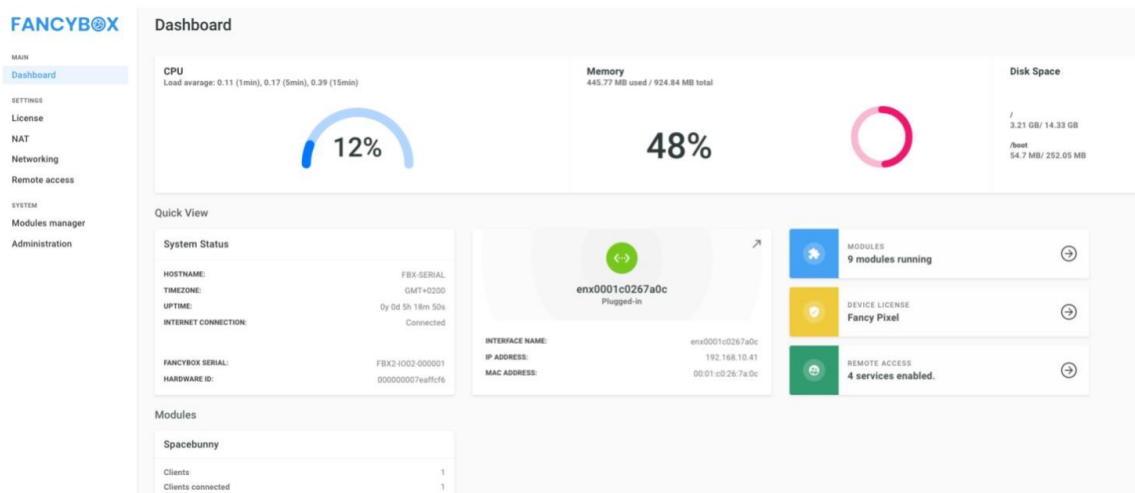 FANCYBOX
MAIN
Dashboard
SETTINGS
License
NAT
Networking
Remote access
SYSTEM
Modules manager
Administration
Dashboard
CPU
Load avarage: 0.11 (1min), 0.17 (5min), 0.39 (15min)
12%
Memory
445.77 MB used / 924.84 MB total
48%
Disk Space
/
3.21 GB/ 14.33 GB
/boot
54.7 MB/ 252.05 MB
Quick View
System Status
HOSTNAME: FBX-SERIAL
TIMEZONE: GMT+0200
UPTIME: 0y 0d 5h 18m 50s
INTERNET CONNECTION: Connected
FANCYBOX SERIAL: FBX2-IO02-000001
HARDWARE ID: 000000007eaffcf6
enx0001c0267a0c
Plugged-in
INTERFACE NAME: enx0001c0267a0c
IP ADDRESS: 192.168.10.41
MAC ADDRESS: 00:01:c0:26:7a:0c
MODULES
9 modules running
DEVICE LICENSE
Fancy Pixel
REMOTE ACCESS
4 services enabled.
Modules
Spacebunny
Clients 1
Clients connected 1